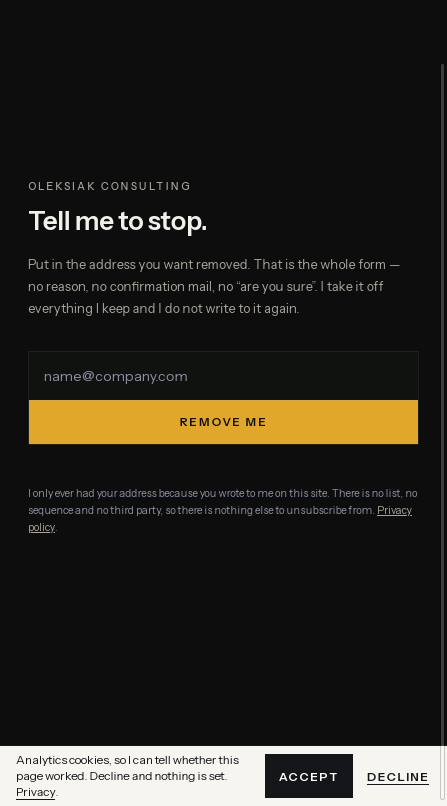 OLEKSIAK CONSULTING
Tell me to stop.
Put in the address you want removed. That is the whole form —
no reason, no confirmation mail, no “are you sure”. I take it off
everything I keep and I do not write to it again.
name@company.com
REMOVE ME
I only ever had your address because you wrote to me on this site. There is no list, no
sequence and no third party, so there is nothing else to unsubscribe from. Privacy
policy.
Analytics cookies, so I can tell whether this
page worked. Decline and nothing is set.
Privacy.
ACCEPT
DECLINE